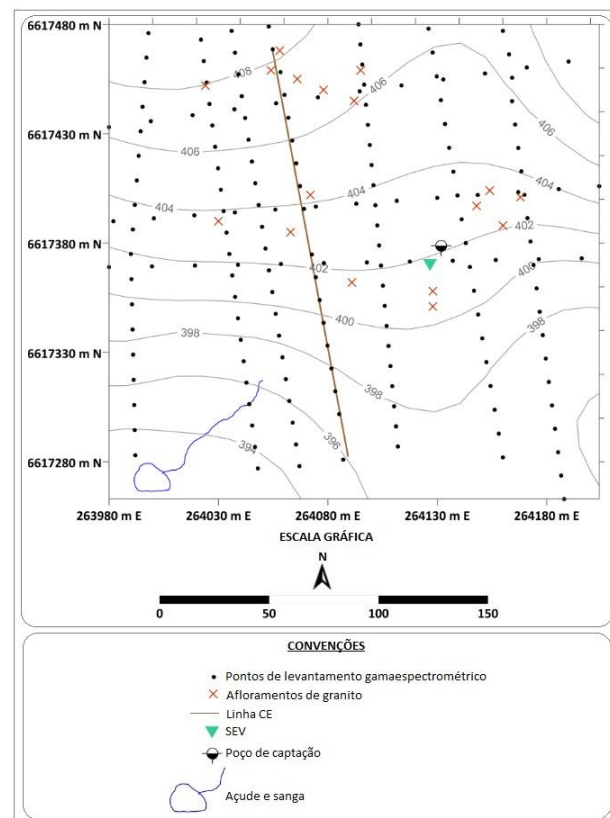 6617480 m N
408
406
6617430 m N
406
406
404
404
404
402
6617380 m N
402
400
400
6617330 m N
398
398
398
396
6617280 m N
394
263980 m E 264030 m E 264080 m E 264130 m E 264180 m E
ESCALA GRÁFICA
N
0 50 100 150
CONVENÇÕES
Pontos de levantamento gamaespectrométrico
Afloramentos de granito
Linha CE
SEV
Poço de captação
Açude e sanga